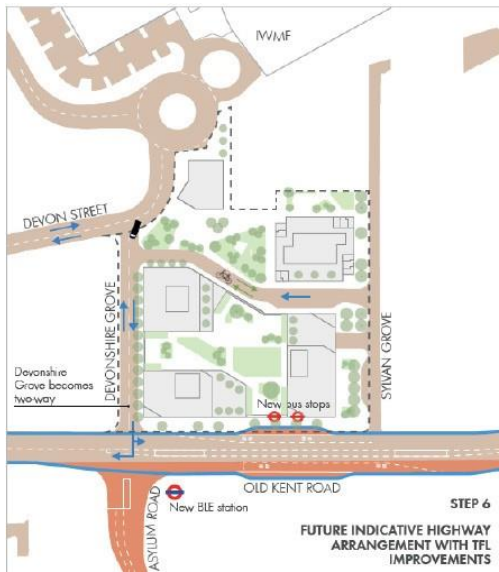 IWMF
DEVON STREET
DEVONSHIRE GROVE
SYLVAN GROVE
Devonshire
Grove becomes
two-way
New bus stops
OLD KENT ROAD
ASYLUM ROAD
New BLE station
STEP 6
FUTURE INDICATIVE HIGHWAY
ARRANGEMENT WITH TFL
IMPROVEMENTS